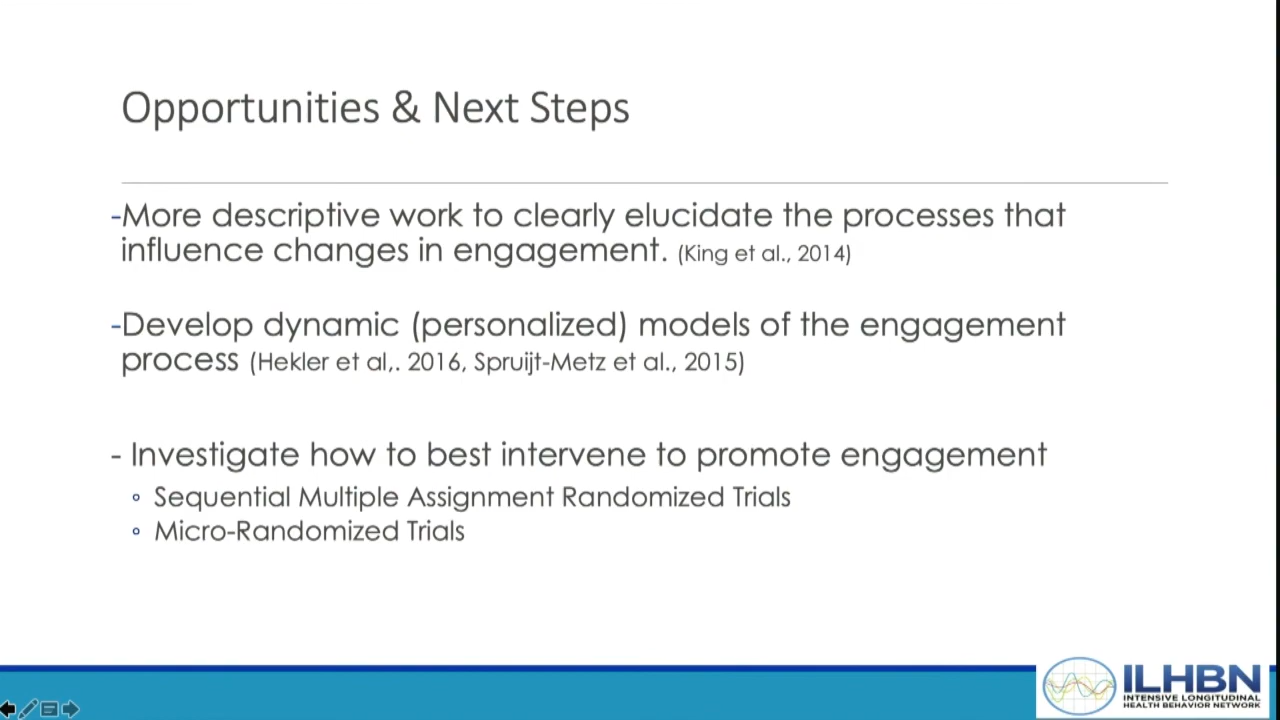 Opportunities & Next Steps
-More descriptive work to clearly elucidate the processes that
influence changes in engagement. (King et al., 2014)
-Develop dynamic (personalized) models of the engagement
process (Hekler et al,. 2016, Spruijt-Metz et al., 2015)
- Investigate how to best intervene to promote engagement
◦ Sequential Multiple Assignment Randomized Trials
◦ Micro-Randomized Trials
ILHBN
INTENSIVE LONGITUDINAL
HEALTH BEHAVIOR NETWORK